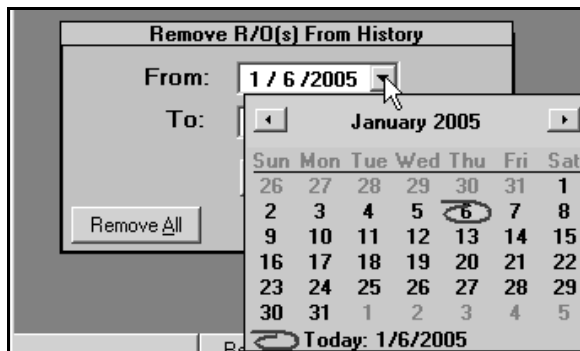 Remove R/O(s) From History
From: 1 / 6 /2005
To:
January 2005
Sun Mon Tue Wed Thu Fri Sat
26 27 28 29 30 31 1
2 3 4 5 6 7 8
9 10 11 12 13 14 15
Remove All
16 17 18 19 20 21 22
23 24 25 26 27 28 29
30 31 1 2 3 4 5
Today: 1/6/2005